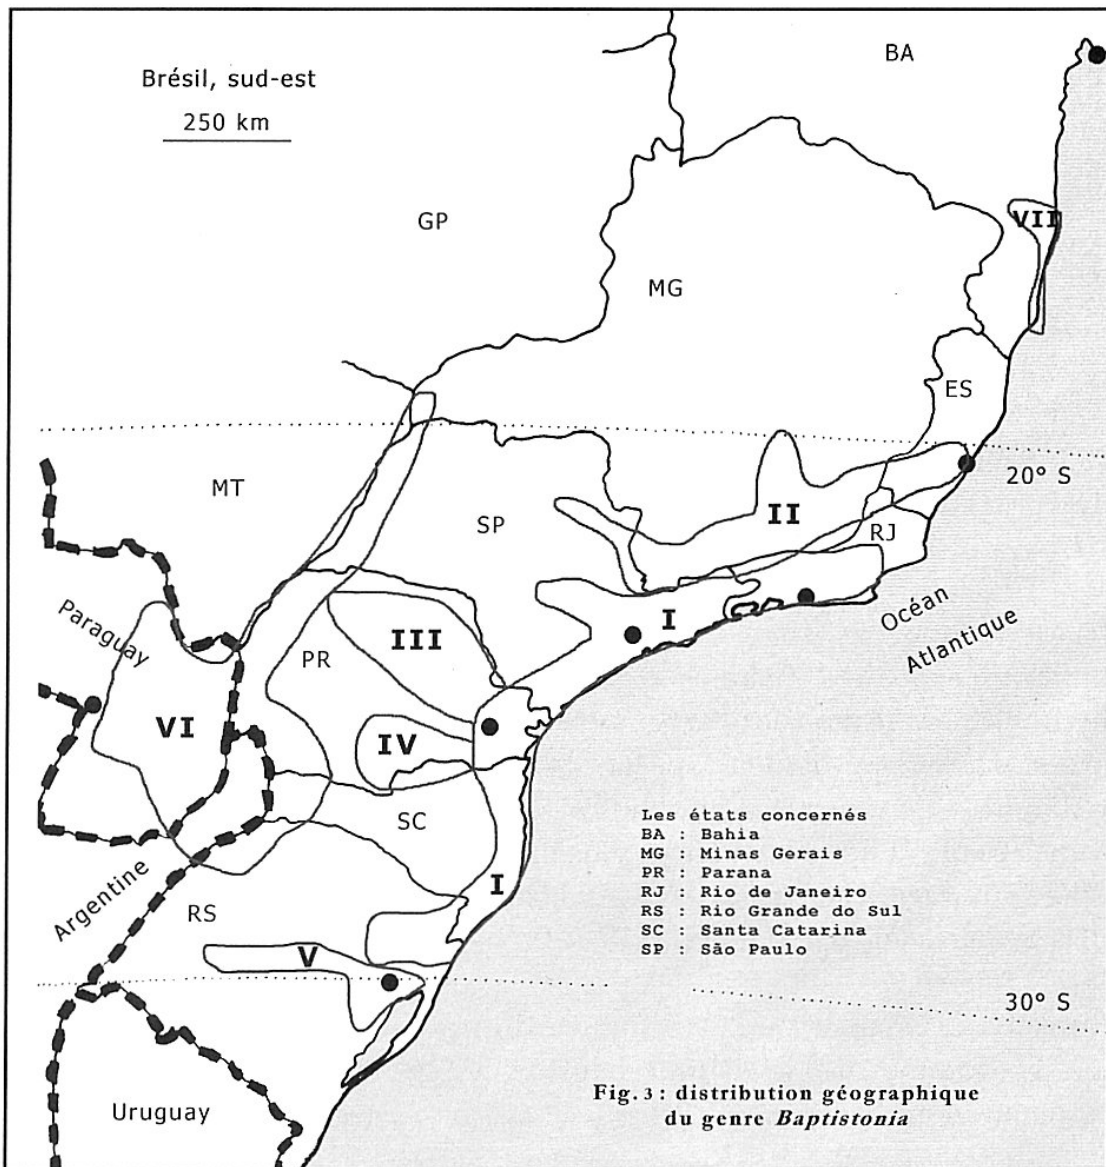 BA
Brésil, sud-est
250 km
GP
VII
MG
ES
20° S
MT
SP
II
RJ
Océan
Atlantique
I
Paraguay
III
PR
VI
IV
SC
Les états concernés
BA : Bahia
MG : Minas Gerais
PR : Parana
RJ : Rio de Janeiro
RS : Rio Grande do Sul
SC : Santa Catarina
SP : São Paulo
I
Argentine
RS
V
30° S
Fig. 3 : distribution géographique
du genre Baptistonia
Uruguay